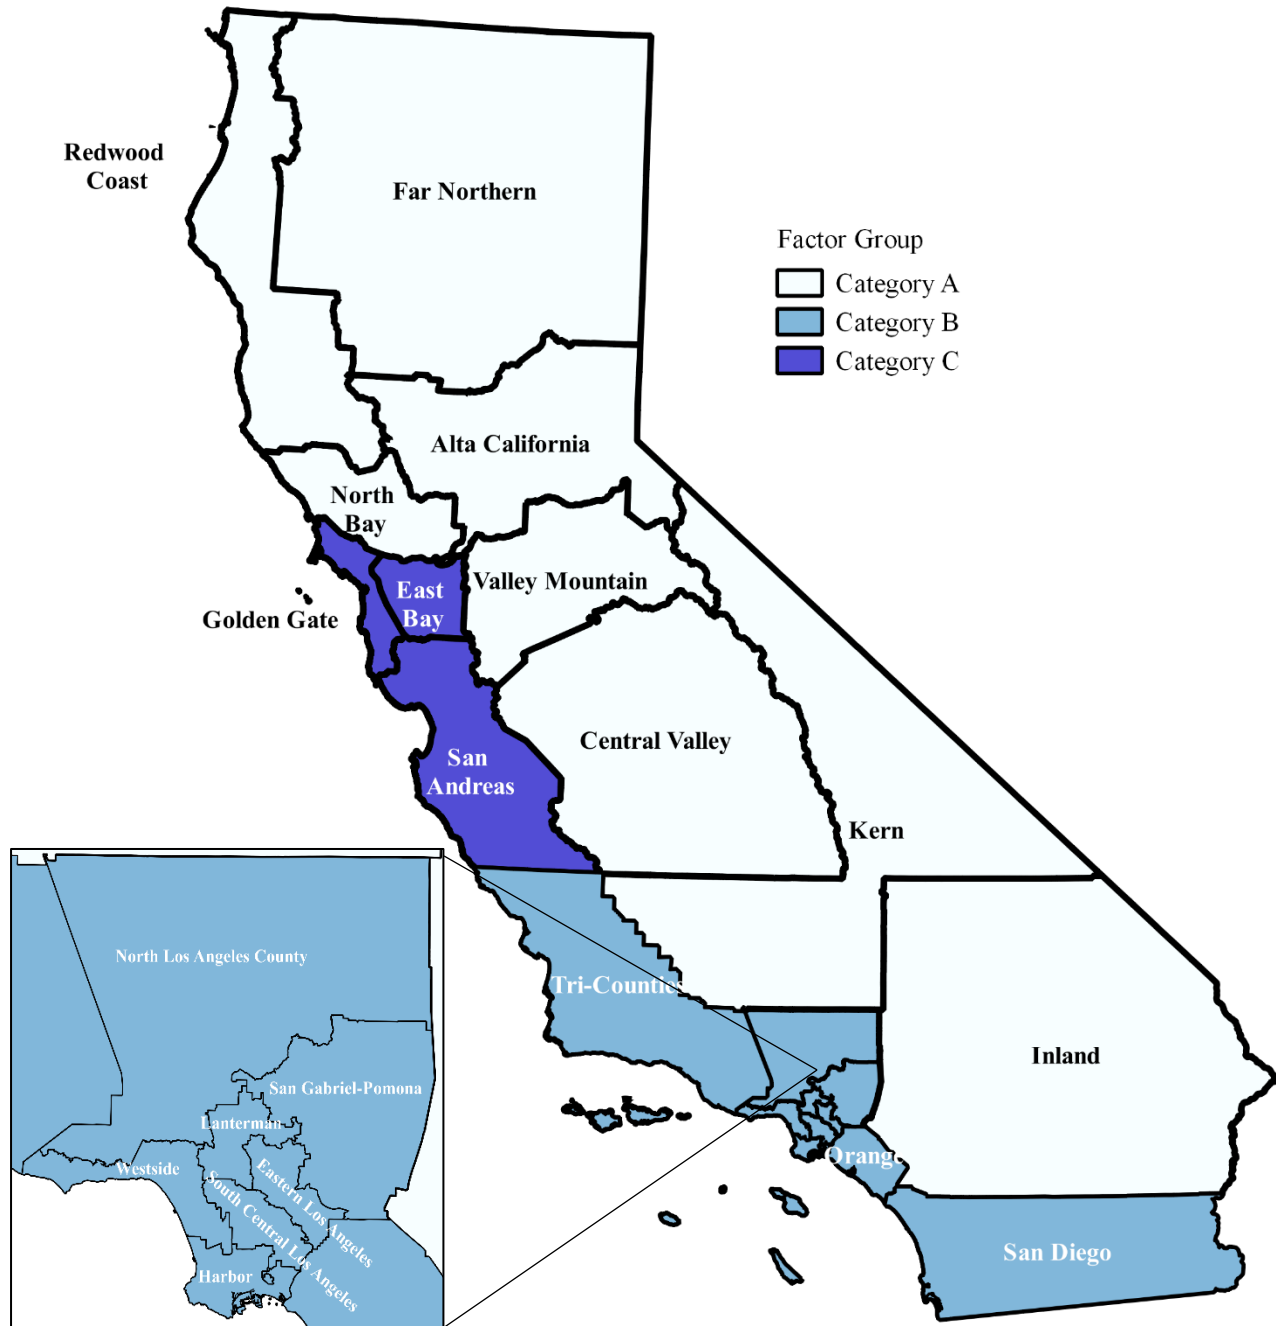 Redwood
Coast
Far Northern
Factor Group
Category A
Category B
Category C
Alta California
North
Bay
East
Bay
Valley Mountain
Golden Gate
Central Valley
San
Andreas
Kern
Tri-Counties
Inland
Orange
San Diego
North Los Angeles County
San Gabriel-Pomona
Lanterman
Westside
Eastern Los Angeles
South Central Los Angeles
Harbor